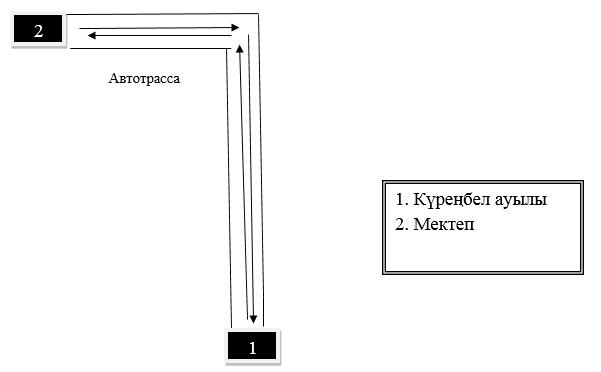 2
Автотрасса
1. Күреңбел ауылы
2. Мектеп
1